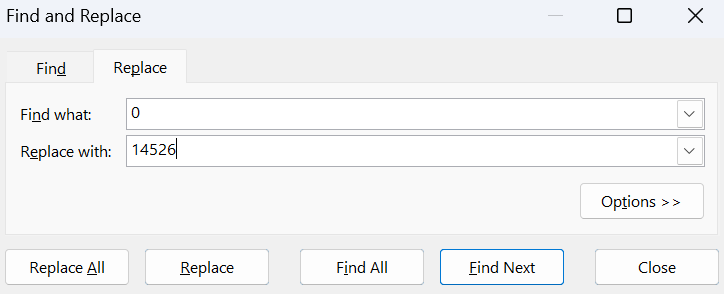 Find and Replace
Find
Replace
Find what:
0
Replace with:
14526
Options >>
Replace All
Replace
Find All
Find Next
Close